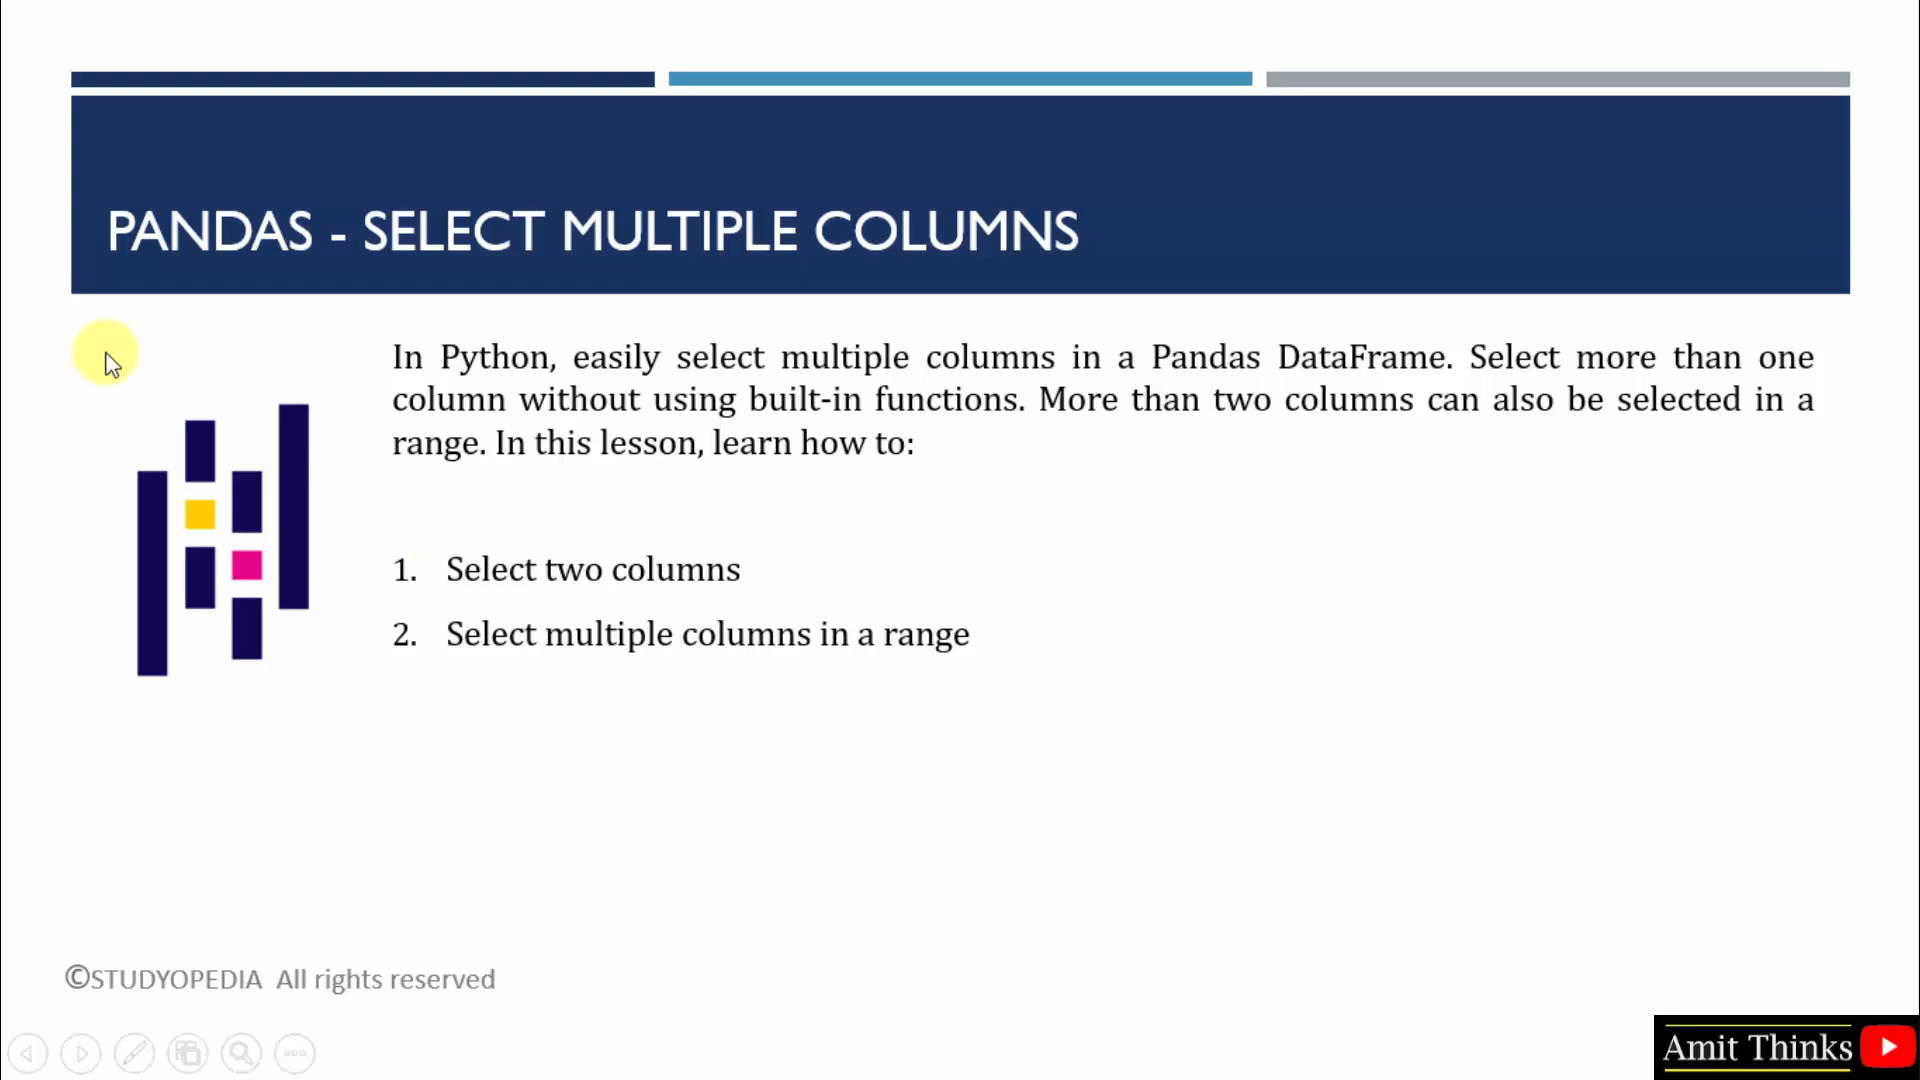 PANDAS - SELECT MULTIPLE COLUMNS
In Python, easily select multiple columns in a Pandas DataFrame. Select more than one
column without using built-in functions. More than two columns can also be selected in a
range. In this lesson, learn how to:
1. Select two columns
2. Select multiple columns in a range
©STUDYOPEDIA All rights reserved
Amit Thinks